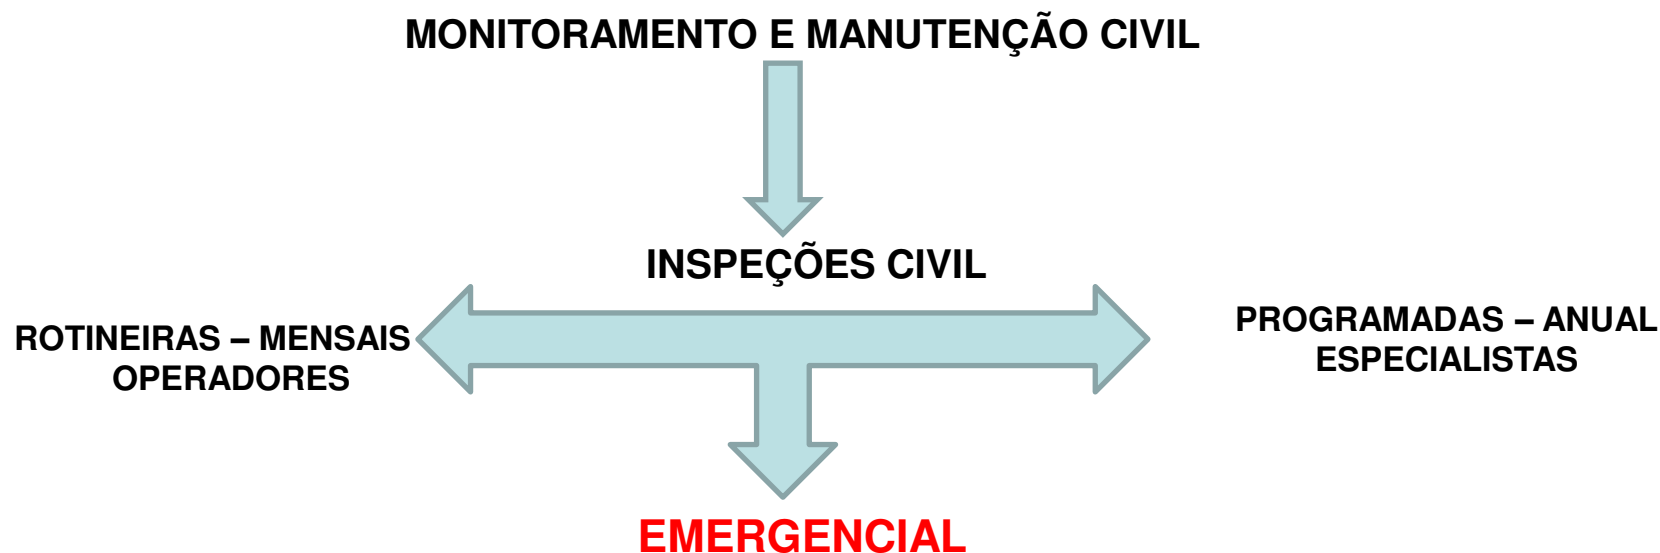 MONITORAMENTO E MANUTENÇÃO CIVIL
INSPEÇÕES CIVIL
ROTINEIRAS – MENSAIS
OPERADORES
PROGRAMADAS – ANUAL
ESPECIALISTAS
EMERGENCIAL